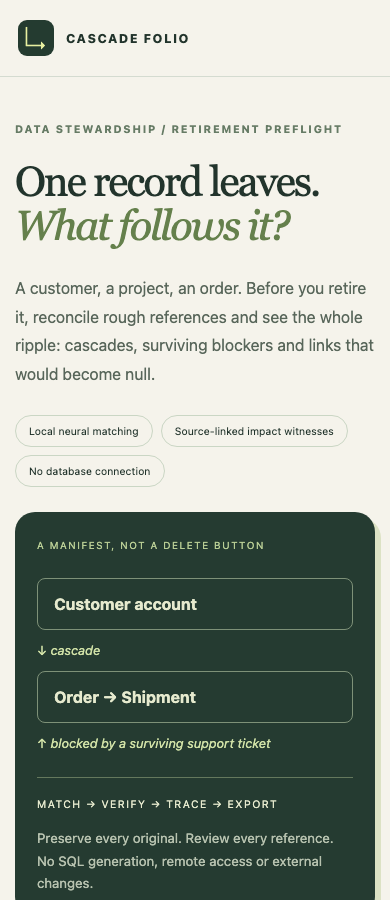 CASCADE FOLIO
DATA STEWARDSHIP / RETIREMENT PREFLIGHT
One record leaves.
What follows it?
A customer, a project, an order. Before you retire
it, reconcile rough references and see the whole
ripple: cascades, surviving blockers and links that
would become null.
Local neural matching
Source-linked impact witnesses
No database connection
A MANIFEST, NOT A DELETE BUTTON
Customer account
↓ cascade
Order → Shipment
↑ blocked by a surviving support ticket
MATCH → VERIFY → TRACE → EXPORT
Preserve every original. Review every reference.
No SQL generation, remote access or external
changes.